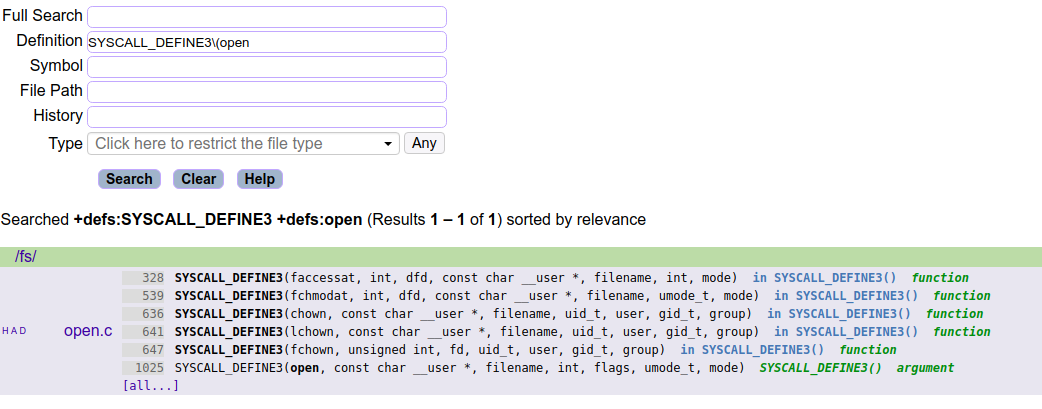 Full Search
Definition SYSCALL_DEFINE3\(open
Symbol
File Path
History
Type Click here to restrict the file type Any
Search Clear Help
Searched +defs:SYSCALL_DEFINE3 +defs:open (Results 1 – 1 of 1) sorted by relevance
/fs/
328 SYSCALL_DEFINE3(faccessat, int, dfd, const char __user *, filename, int, mode) in SYSCALL_DEFINE3() function
539 SYSCALL_DEFINE3(fchmodat, int, dfd, const char __user *, filename, umode_t, mode) in SYSCALL_DEFINE3() function
636 SYSCALL_DEFINE3(chown, const char __user *, filename, uid_t, user, gid_t, group) in SYSCALL_DEFINE3() function
H A D open.c 641 SYSCALL_DEFINE3(lchown, const char __user *, filename, uid_t, user, gid_t, group) in SYSCALL_DEFINE3() function
647 SYSCALL_DEFINE3(fchown, unsigned int, fd, uid_t, user, gid_t, group) in SYSCALL_DEFINE3() function
1025 SYSCALL_DEFINE3(open, const char __user *, filename, int, flags, umode_t, mode) SYSCALL_DEFINE3() argument
[all...]